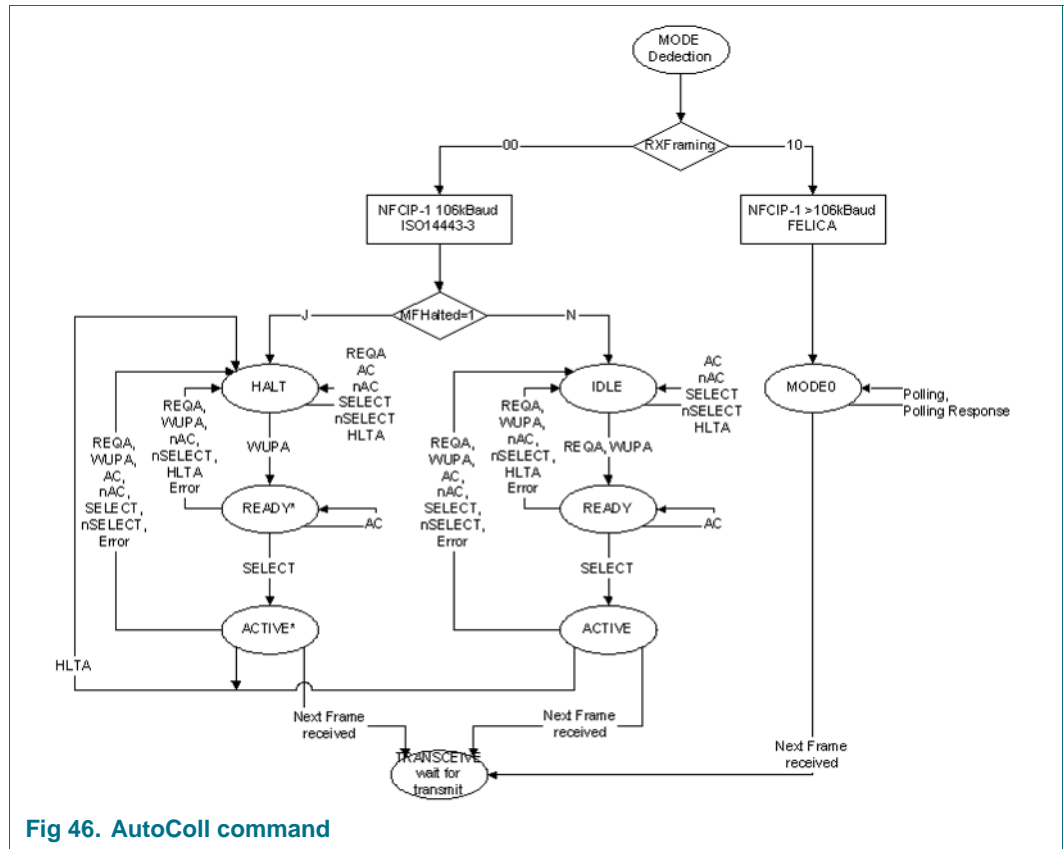 MODE
Dedection
RXFraming
00
10
NFCIP-1 106kBaud
ISO14443-3
NFCIP-1 >106kBaud
FELICA
MFHalted=1
J
N
HALT
REQA
AC
nAC
SELECT
nSELECT
HLTA
IDLE
AC
nAC
SELECT
nSELECT
HLTA
MODE0
Polling,
Polling Response
REQA,
WUPA,
AC,
nAC,
SELECT,
nSELECT,
Error
REQA,
WUPA,
nAC,
nSELECT,
HLTA
Error
WUPA
REQA,
WUPA,
AC,
nAC,
SELECT,
nSELECT,
Error
REQA,
WUPA,
nAC,
nSELECT,
HLTA
Error
REQA, WUPA
READY*
AC
READY
AC
SELECT
SELECT
ACTIVE*
ACTIVE
HLTA
Next Frame
received
Next Frame
received
Next Frame
received
TRANSCEIVE
wait for
transmit
Fig 46. AutoColl command